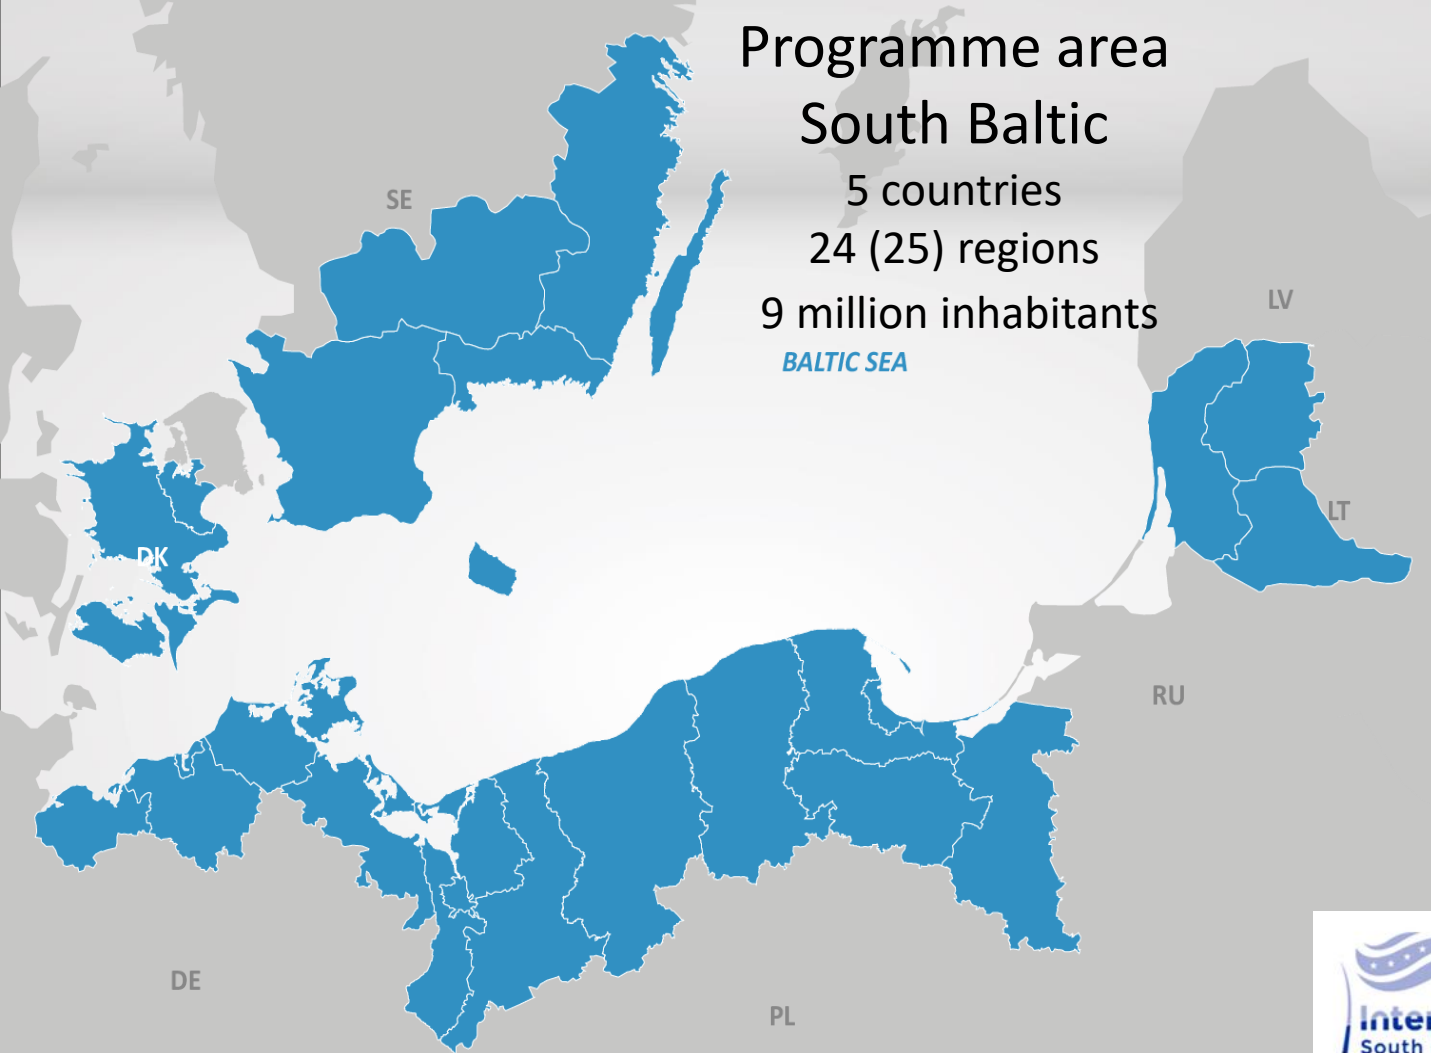 Programme area
South Baltic
5 countries
24 (25) regions
9 million inhabitants
BALTIC SEA
SE
LV
LT
DK
RU
DE
PL
Inter
South